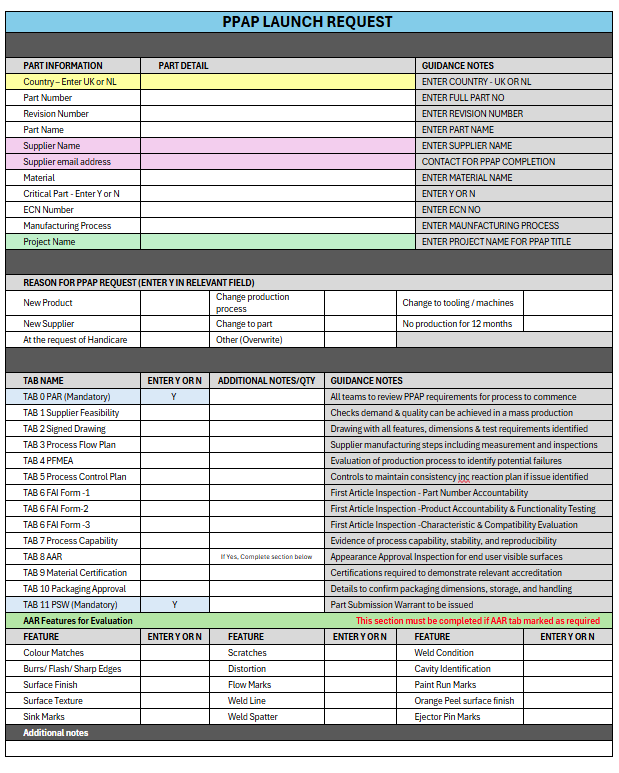 PPAP LAUNCH REQUEST
PART INFORMATION PART DETAIL GUIDANCE NOTES
Country – Enter UK or NL ENTER COUNTRY - UK OR NL
Part Number ENTER FULL PART NO
Revision Number ENTER REVISION NUMBER
Part Name ENTER PART NAME
Supplier Name ENTER SUPPLIER NAME
Supplier email address CONTACT FOR PPAP COMPLETION
Material ENTER MATERIAL NAME
Critical Part - Enter Y or N ENTER Y OR N
ECN Number ENTER ECN NO
Manufacturing Process ENTER MAUNFACTURING PROCESS
Project Name ENTER PROJECT NAME FOR PPAP TITLE
REASON FOR PPAP REQUEST (ENTER Y IN RELEVANT FIELD)
New Product Change production process Change to tooling / machines
New Supplier Change to part No production for 12 months
At the request of Handicare Other (Overwrite)
TAB NAME ENTER Y OR N ADDITIONAL NOTES/QTY GUIDANCE NOTES
TAB 0 PAR (Mandatory) Y All teams to review PPAP requirements for process to commence
TAB 1 Supplier Feasibility Checks demand & quality can be achieved in a mass production
TAB 2 Signed Drawing Drawing with all features, dimensions & test requirements identified
TAB 3 Process Flow Plan Supplier manufacturing steps including measurement and inspections
TAB 4 PFMEA Evaluation of production process to identify potential failures
TAB 5 Process Control Plan Controls to maintain consistency inc reaction plan if issue identified
TAB 6 FAI Form -1 First Article Inspection - Part Number Accountability
TAB 6 FAI Form-2 First Article Inspection -Product Accountability & Functionality Testing
TAB 6 FAI Form -3 First Article Inspection -Characteristic & Compatibility Evaluation
TAB 7 Process Capability Evidence of process capability, stability, and reproducibility
TAB 8 AAR If Yes, Complete section below Appearance Approval Inspection for end user visible surfaces
TAB 9 Material Certification Certifications required to demonstrate relevant accreditation
TAB 10 Packaging Approval Details to confirm packaging dimensions, storage, and handling
TAB 11 PSW (Mandatory) Y Part Submission Warrant to be issued
AAR Features for Evaluation This section must be completed if AAR tab marked as required
FEATURE ENTER Y OR N FEATURE ENTER Y OR N FEATURE ENTER Y OR N
Colour Matches Scratches Weld Condition
Burrs/ Flash/ Sharp Edges Distortion Cavity Identification
Surface Finish Flow Marks Paint Run Marks
Surface Texture Weld Line Orange Peel surface finish
Sink Marks Weld Spatter Ejector Pin Marks
Additional notes